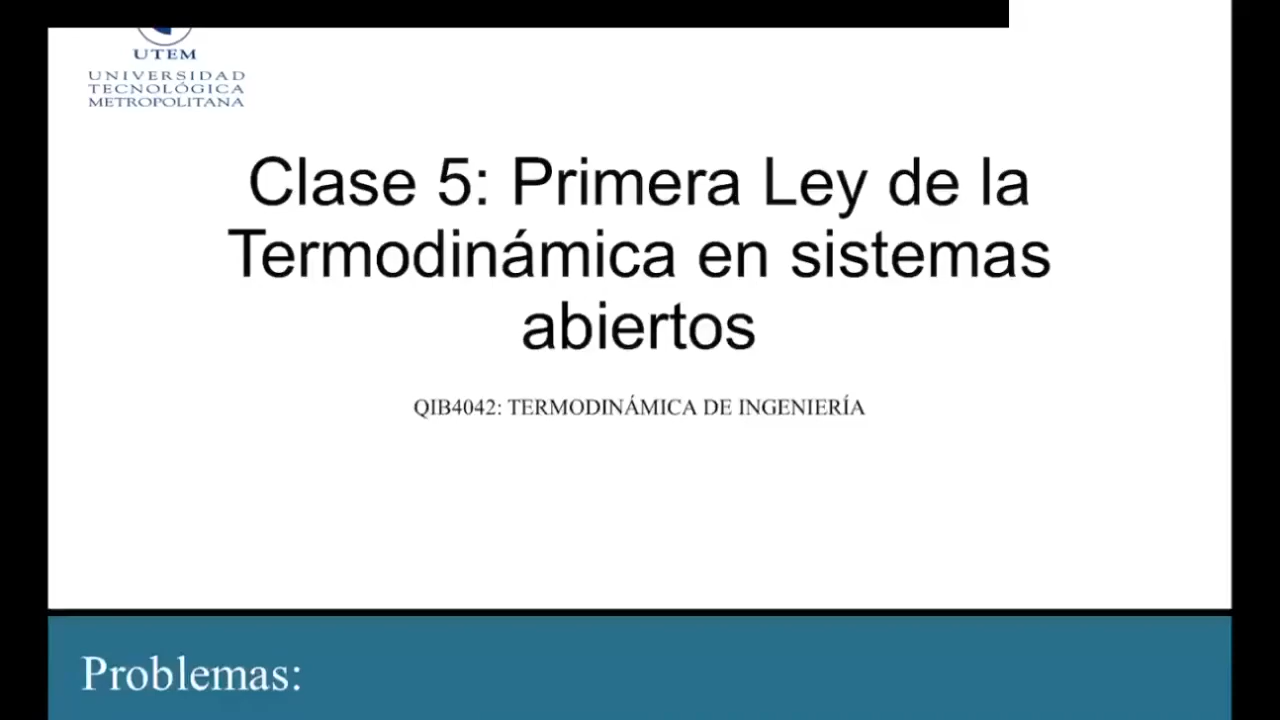 UTEM
UNIVERSIDAD
TECNOLÓGICA
METROPOLITANA
Clase 5: Primera Ley de la
Termodinámica en sistemas
abiertos
QIB4042: TERMODINÁMICA DE INGENIERÍA
Problemas: